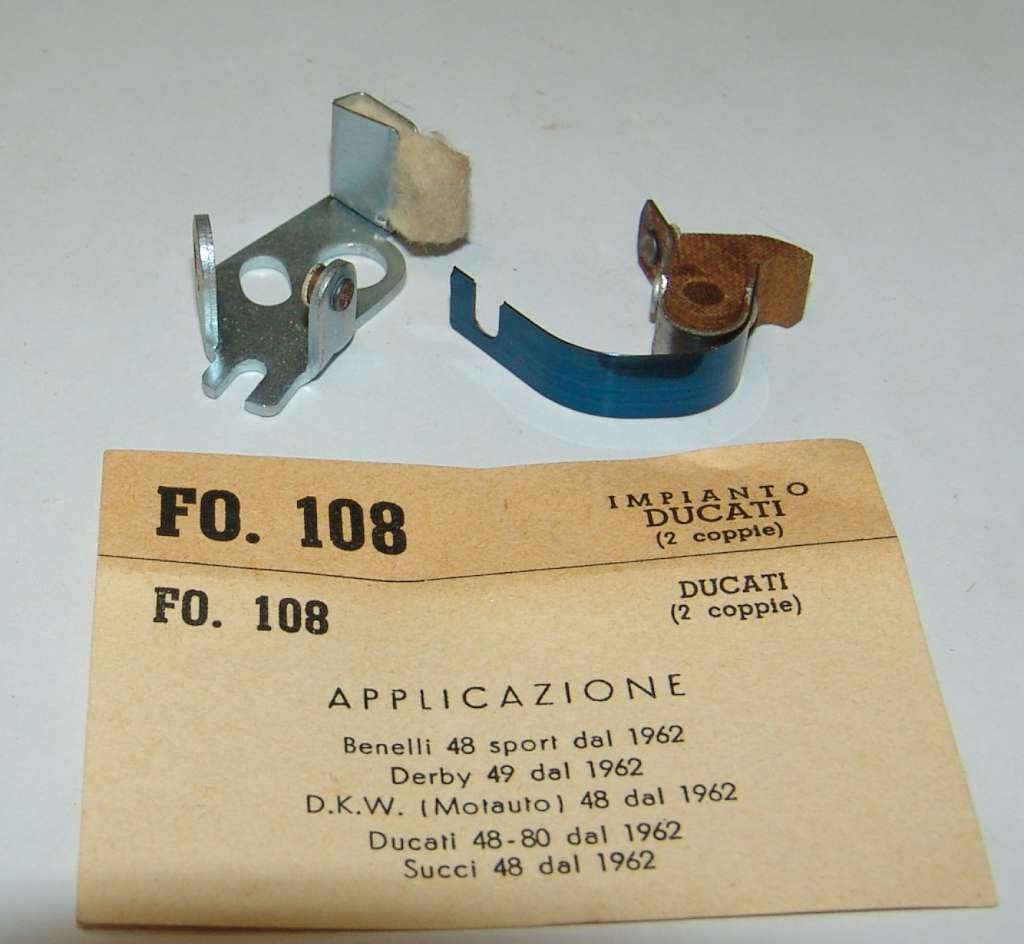 FO. 108
IMPIANTO
DUCATI
(2 coppie)
FO. 108
DUCATI
(2 coppie)
APPLICAZIONE
Benelli 48 sport dal 1962
Derby 49 dal 1962
D.K.W. (Motauto) 48 dal 1962
Ducati 48-80 dal 1962
Succi 48 dal 1962